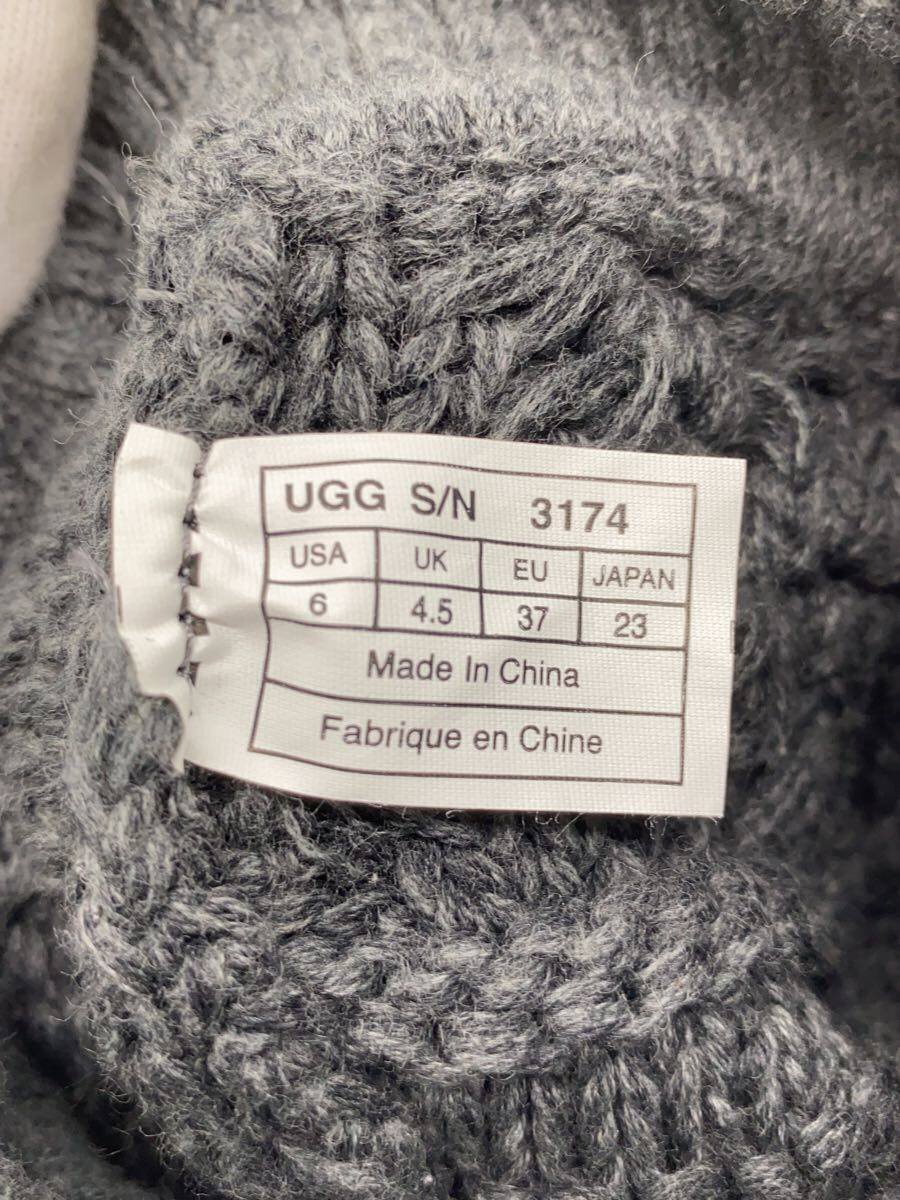 UGG S/N 3174
USA UK EU JAPAN
6 4.5 37 23
Made In China
Fabrique en Chine